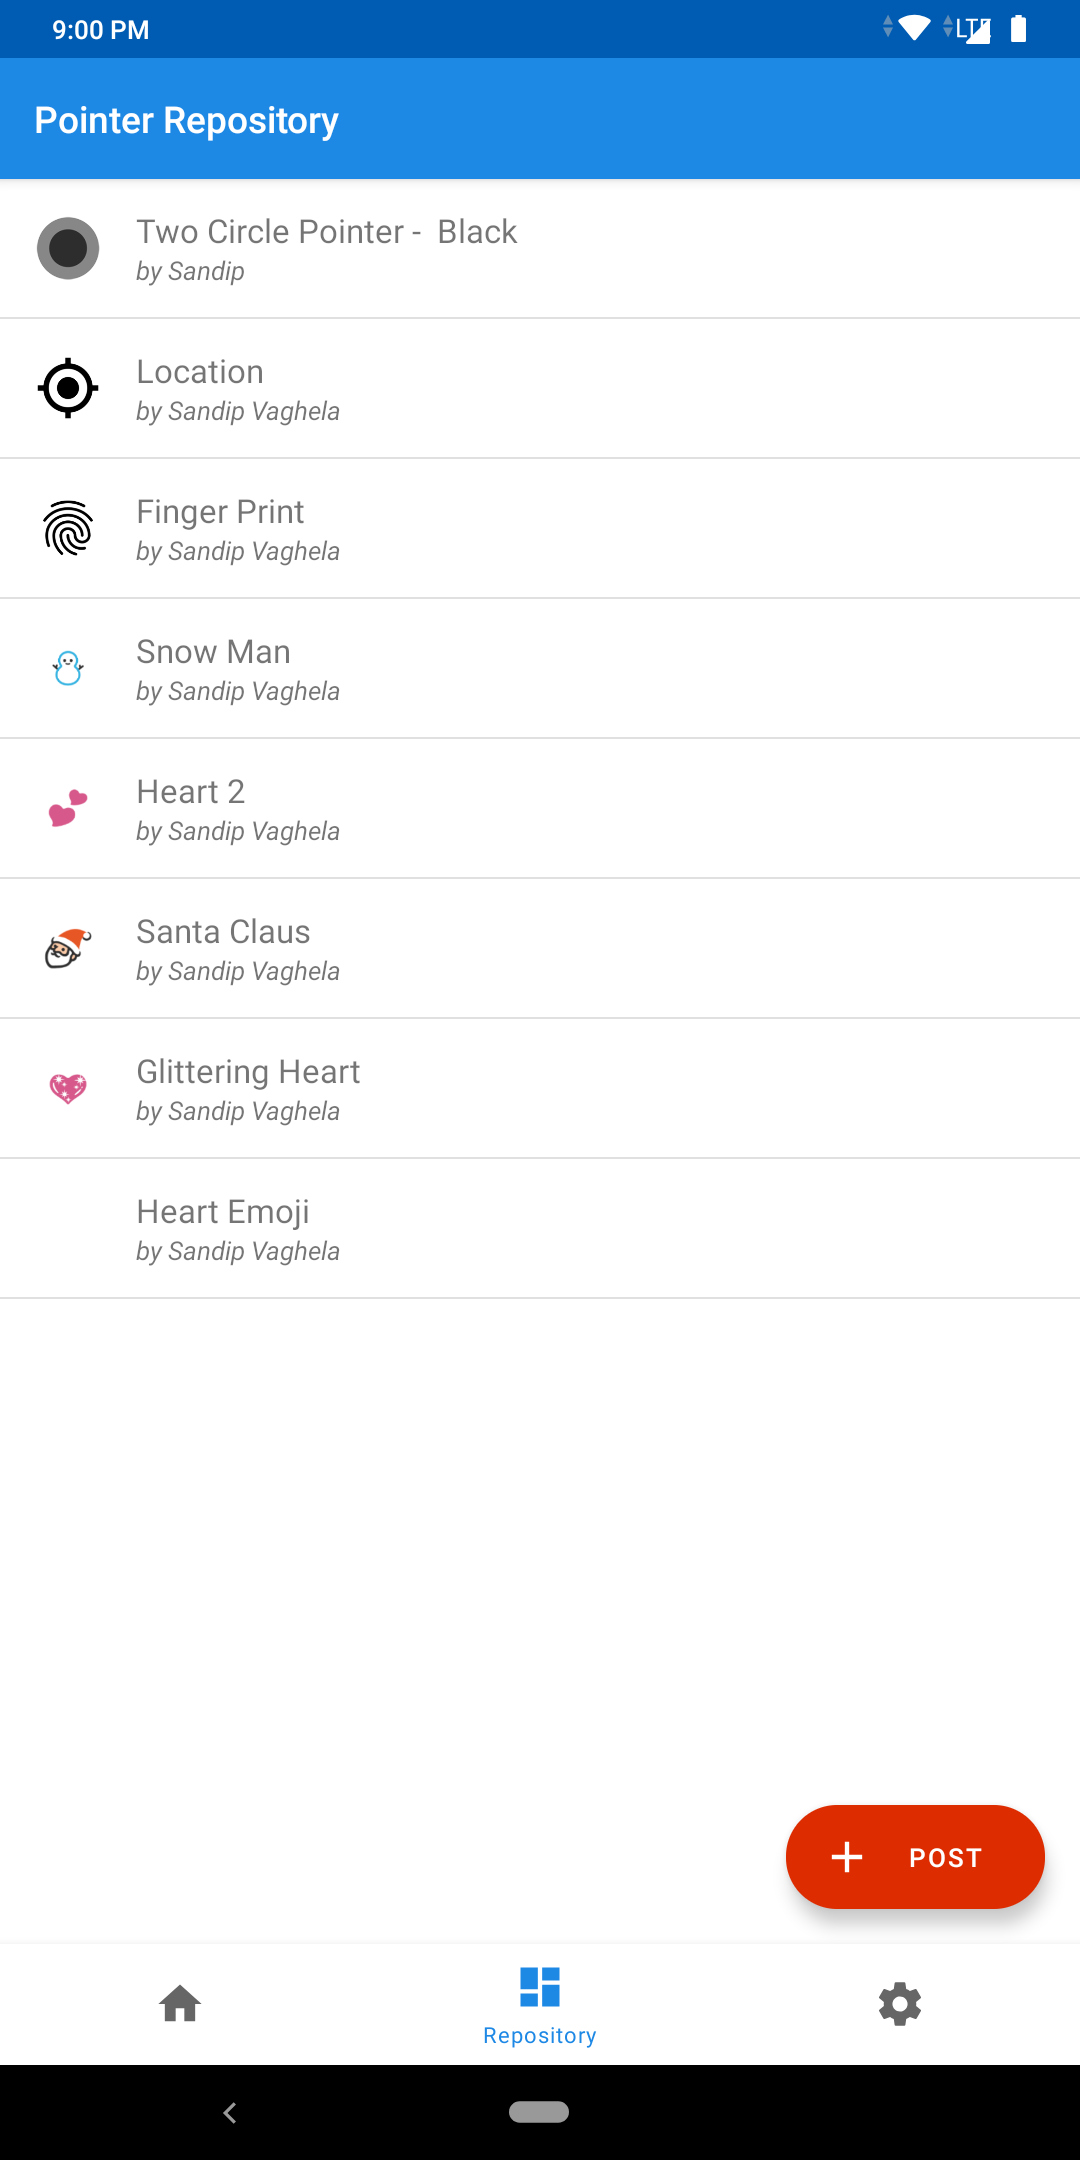 9:00 PM
LTE
Pointer Repository
Two Circle Pointer -  Black
by Sandip
Location
by Sandip Vaghela
Finger Print
by Sandip Vaghela
Snow Man
by Sandip Vaghela
Heart 2
by Sandip Vaghela
Santa Claus
by Sandip Vaghela
Glittering Heart
by Sandip Vaghela
Heart Emoji
by Sandip Vaghela
POST
Repository